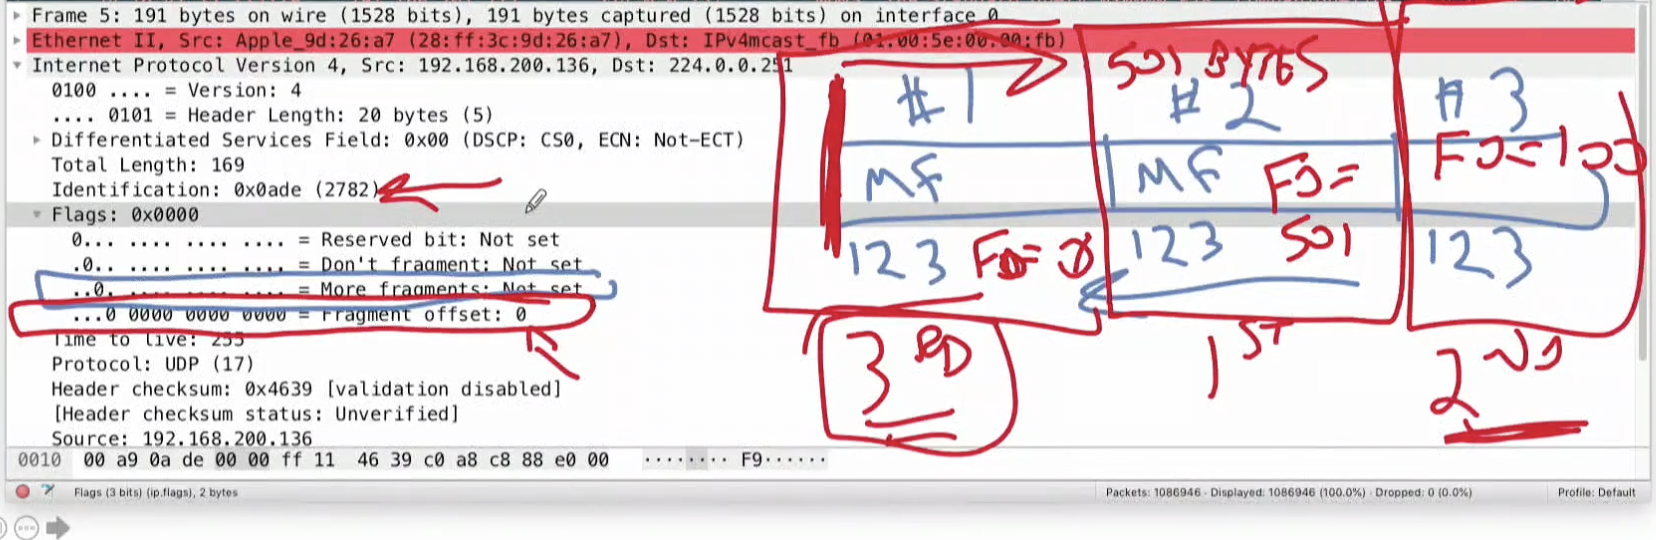 Frame 5: 191 bytes on wire (1528 bits), 191 bytes captured (1528 bits) on interface 0
Ethernet II, Src: Apple_9d:26:a7 (28:ff:3c:9d:26:a7), Dst: IPv4mcast_fb (01:00:5e:00:00:fb)
Internet Protocol Version 4, Src: 192.168.200.136, Dst: 224.0.0.251
0100 .... = Version: 4
.... 0101 = Header Length: 20 bytes (5)
Differentiated Services Field: 0x00 (DSCP: CS0, ECN: Not-ECT)
Total Length: 169
Identification: 0x0ade (2782)
Flags: 0x0000
0... .... .... .... = Reserved bit: Not set
.0.. .... .... .... = Don't fragment: Not set
..0. .... .... .... = More fragments: Not set
...0 0000 0000 0000 = Fragment offset: 0
Time to live: 255
Protocol: UDP (17)
Header checksum: 0x4639 [validation disabled]
[Header checksum status: Unverified]
Source: 192.168.200.136
501 BYTES
#1 #2 #3
MF MF FO= FO=100
123 FO=0 123 501 123
3RD 1ST 2ND
0010 00 a9 0a de 00 00 ff 11 46 39 c0 a8 c8 88 e0 00 ········ F9······
Flags (3 bits) (ip.flags), 2 bytes
Packets: 1086946 · Displayed: 1086946 (100.0%) · Dropped: 0 (0.0%)
Profile: Default